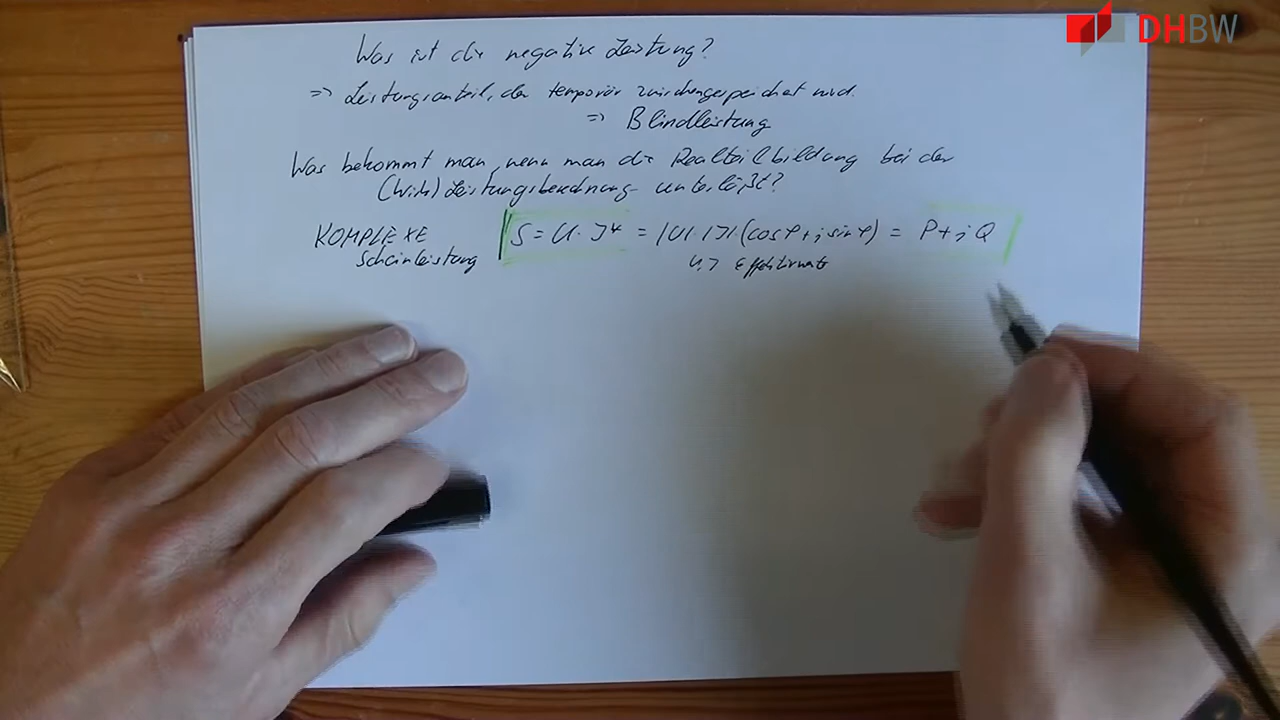 DHBW
Was ist die negative Leistung?
=> Leistungsanteil, der temporär zwischengespeichert wird.
=> Blindleistung
Was bekommt man, wenn man die Realteilbildung bei der
(Wirk) Leistungsberechnung unterläßt?
KOMPLEXE S = U · I* = |U|·|I| (cos φ + j sin φ) = P + j Q
Scheinleistung U, I Effektivwerte